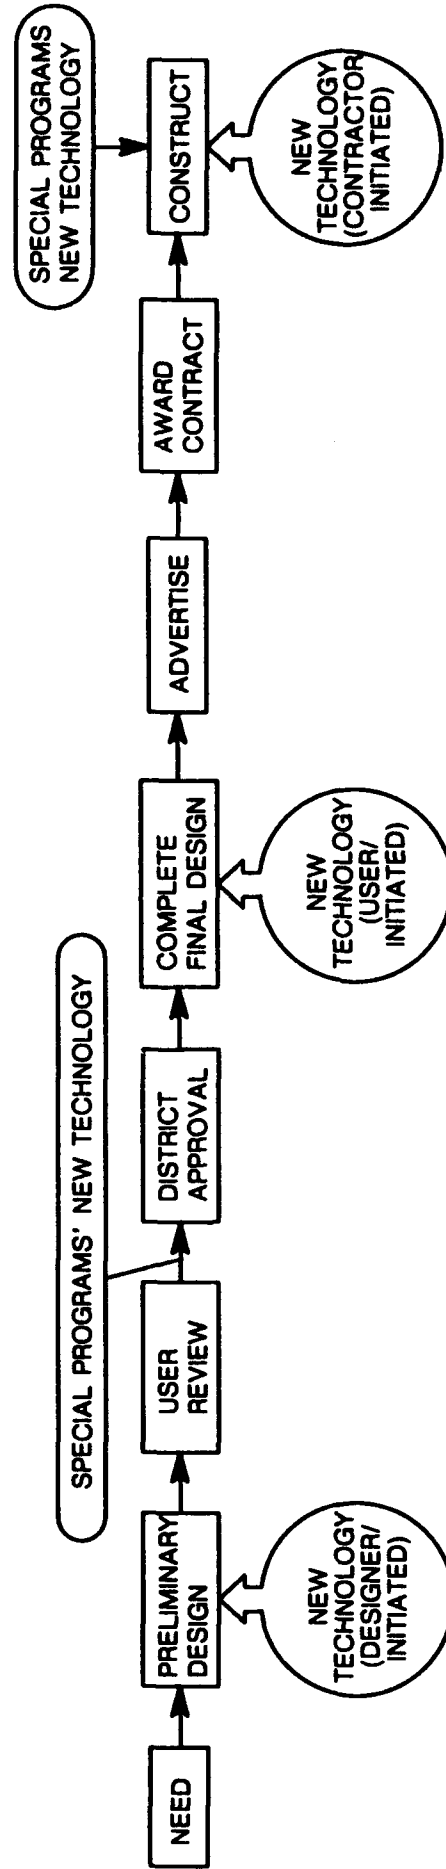 NEED
PRELIMINARY
DESIGN
USER
REVIEW
DISTRICT
APPROVAL
COMPLETE
FINAL DESIGN
ADVERTISE
AWARD
CONTRACT
CONSTRUCT
SPECIAL PROGRAMS' NEW TECHNOLOGY
SPECIAL PROGRAMS
NEW TECHNOLOGY
NEW
TECHNOLOGY
(DESIGNER/
INITIATED)
NEW
TECHNOLOGY
(USER/
INITIATED)
NEW
TECHNOLOGY
(CONTRACTOR
INITIATED)